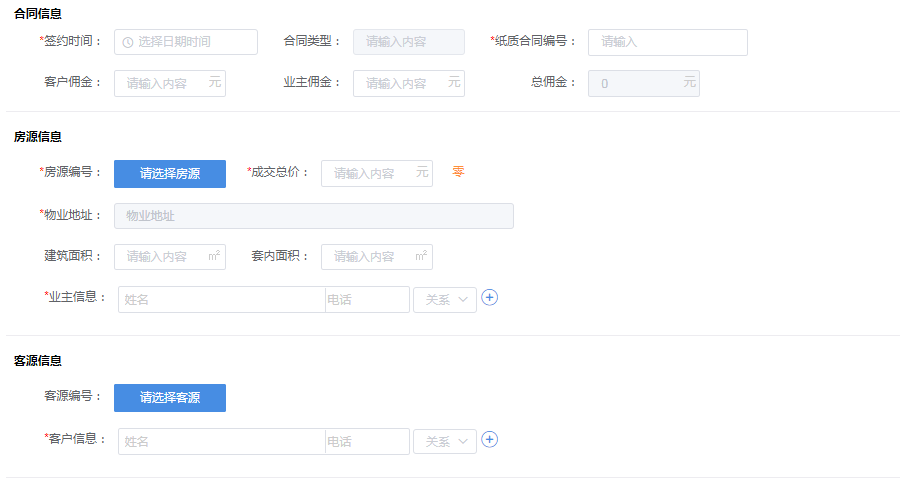 合同信息
*签约时间： 选择日期时间 合同类型： 请输入内容 *纸质合同编号： 请输入
客户佣金： 请输入内容 元 业主佣金： 请输入内容 元 总佣金： 0 元
房源信息
*房源编号： 请选择房源 *成交总价： 请输入内容 元 零
*物业地址： 物业地址
建筑面积： 请输入内容 ㎡ 套内面积： 请输入内容 ㎡
*业主信息： 姓名 电话 关系
客源信息
客源编号： 请选择客源
*客户信息： 姓名 电话 关系